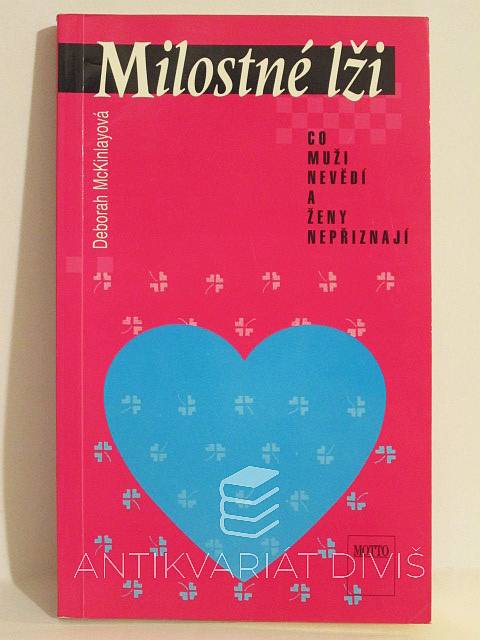 Milostné lži
Deborah McKinlayová
CO
MUŽI
NEVĚDÍ
A
ŽENY
NEPŘIZNAJÍ
MOTTO
ANTIKVARIÁT DIVIŠ